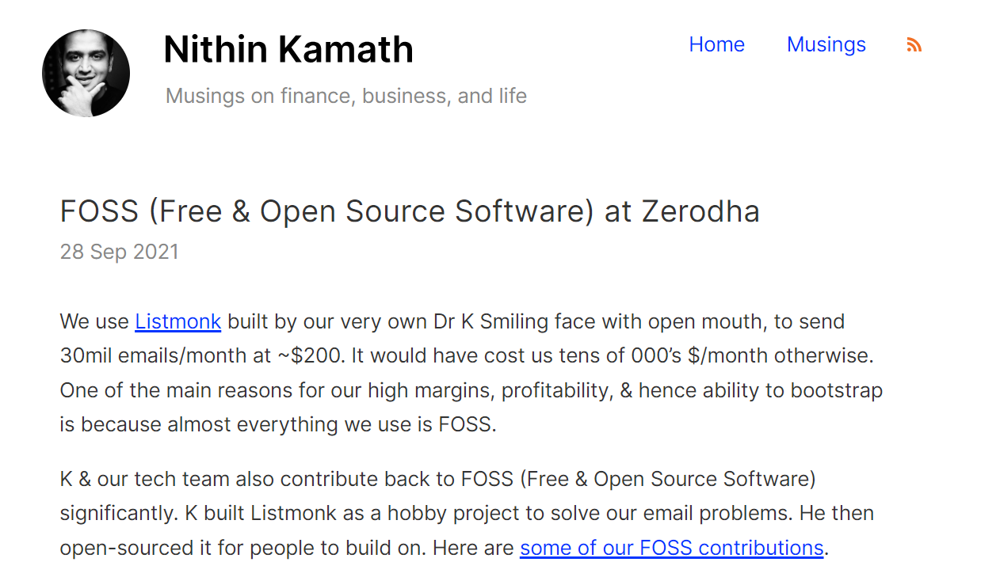 Nithin Kamath
Home Musings
Musings on finance, business, and life
FOSS (Free & Open Source Software) at Zerodha
28 Sep 2021
We use Listmonk built by our very own Dr K Smiling face with open mouth, to send
30mil emails/month at ~$200. It would have cost us tens of 000’s $/month otherwise.
One of the main reasons for our high margins, profitability, & hence ability to bootstrap
is because almost everything we use is FOSS.
K & our tech team also contribute back to FOSS (Free & Open Source Software)
significantly. K built Listmonk as a hobby project to solve our email problems. He then
open-sourced it for people to build on. Here are some of our FOSS contributions.